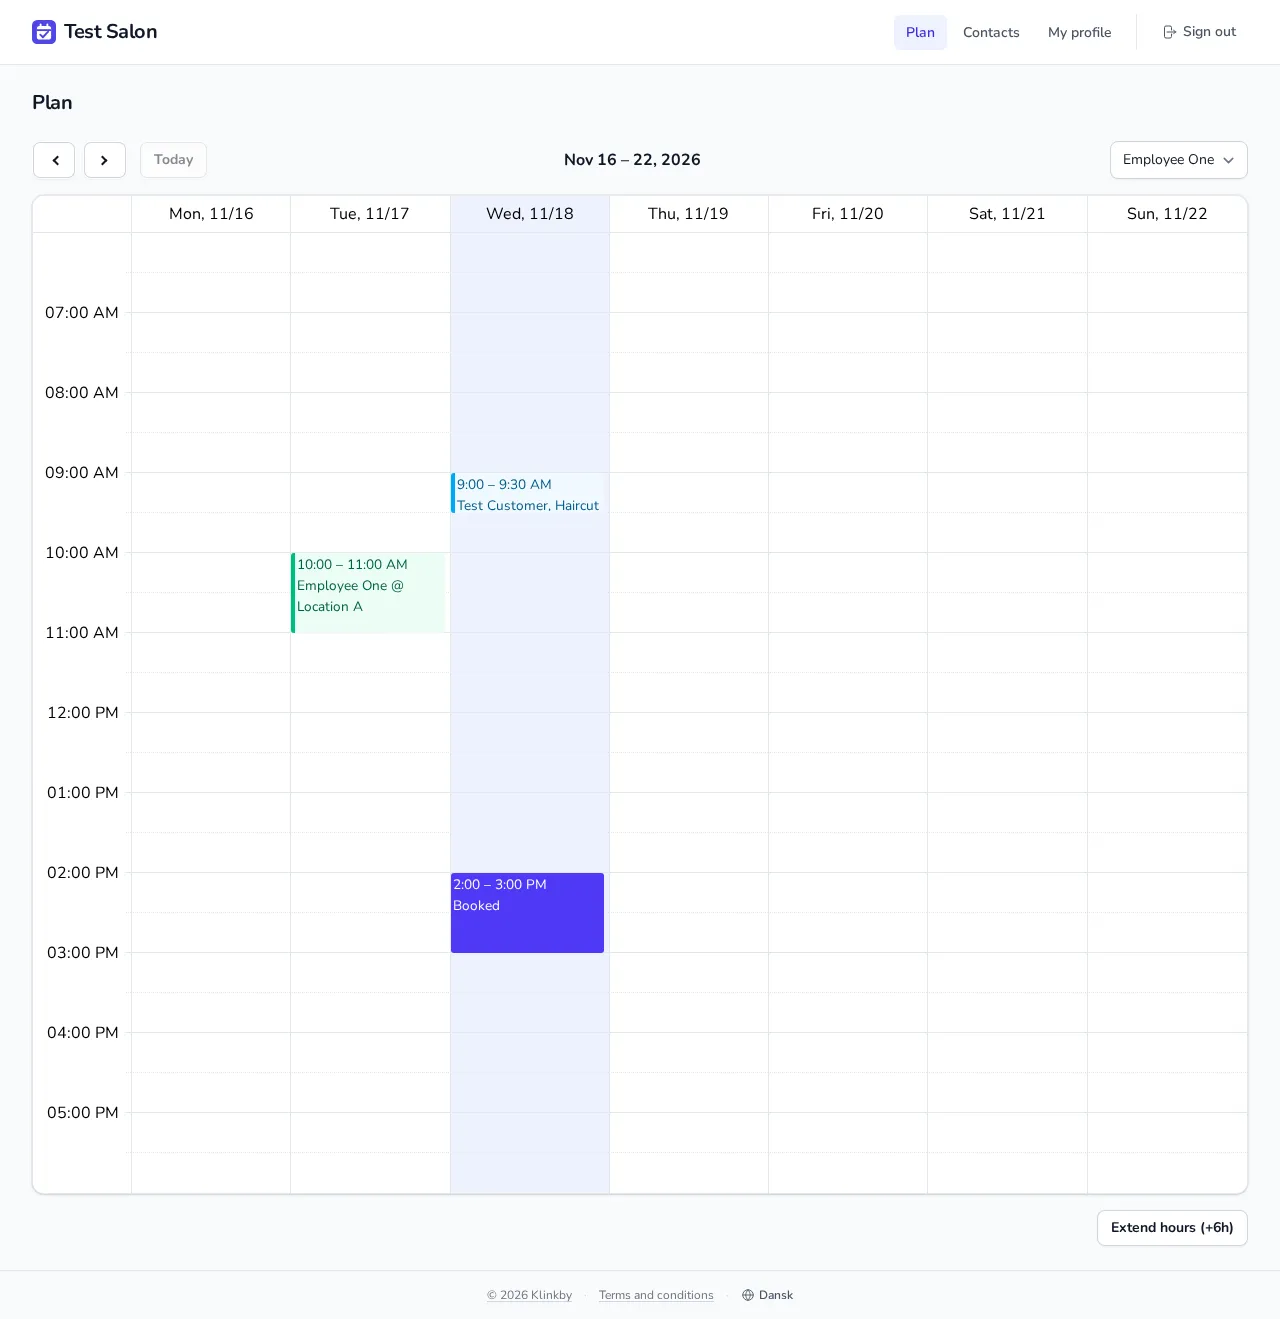 Test Salon
Plan
Contacts
My profile
Sign out
Plan
Today
Nov 16 – 22, 2026
Employee One
Mon, 11/16
Tue, 11/17
Wed, 11/18
Thu, 11/19
Fri, 11/20
Sat, 11/21
Sun, 11/22
07:00 AM
08:00 AM
09:00 AM
9:00 – 9:30 AM
Test Customer, Haircut
10:00 AM
10:00 – 11:00 AM
Employee One @
Location A
11:00 AM
12:00 PM
01:00 PM
02:00 PM
2:00 – 3:00 PM
Booked
03:00 PM
04:00 PM
05:00 PM
Extend hours (+6h)
© 2026 Klinkby · Terms and conditions · Dansk